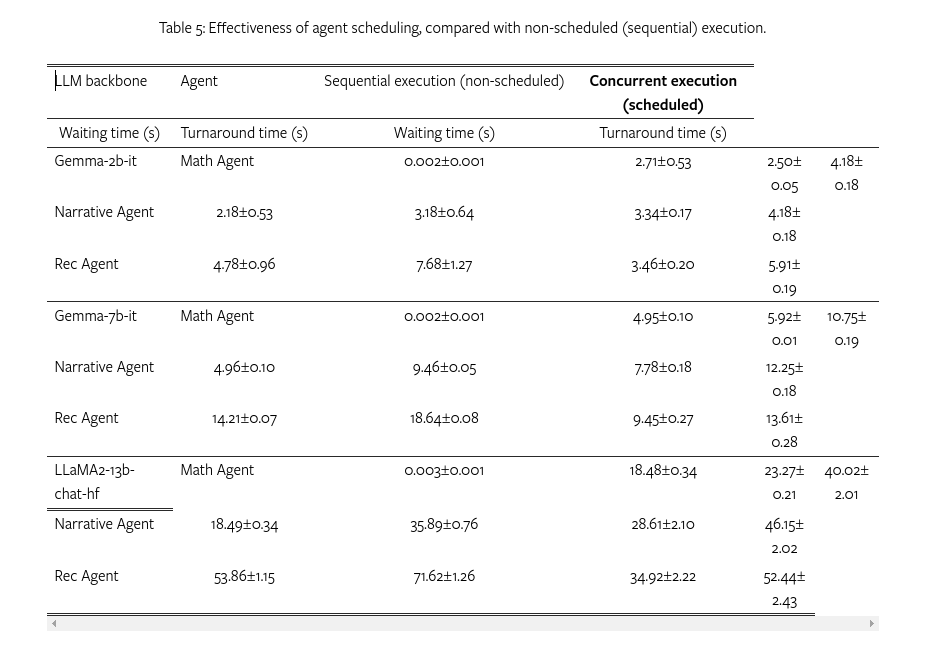 Table 5: Effectiveness of agent scheduling, compared with non-scheduled (sequential) execution.
LLM backbone Agent Sequential execution (non-scheduled) Concurrent execution
(scheduled)
Waiting time (s) Turnaround time (s) Waiting time (s) Turnaround time (s)
Gemma-2b-it Math Agent 0.002±0.001 2.71±0.53 2.50± 4.18±
0.05 0.18
Narrative Agent 2.18±0.53 3.18±0.64 3.34±0.17 4.18±
0.18
Rec Agent 4.78±0.96 7.68±1.27 3.46±0.20 5.91±
0.19
Gemma-7b-it Math Agent 0.002±0.001 4.95±0.10 5.92± 10.75±
0.01 0.19
Narrative Agent 4.96±0.10 9.46±0.05 7.78±0.18 12.25±
0.18
Rec Agent 14.21±0.07 18.64±0.08 9.45±0.27 13.61±
0.28
LLaMA2-13b- Math Agent 0.003±0.001 18.48±0.34 23.27± 40.02±
chat-hf 0.21 2.01
Narrative Agent 18.49±0.34 35.89±0.76 28.61±2.10 46.15±
2.02
Rec Agent 53.86±1.15 71.62±1.26 34.92±2.22 52.44±
2.43